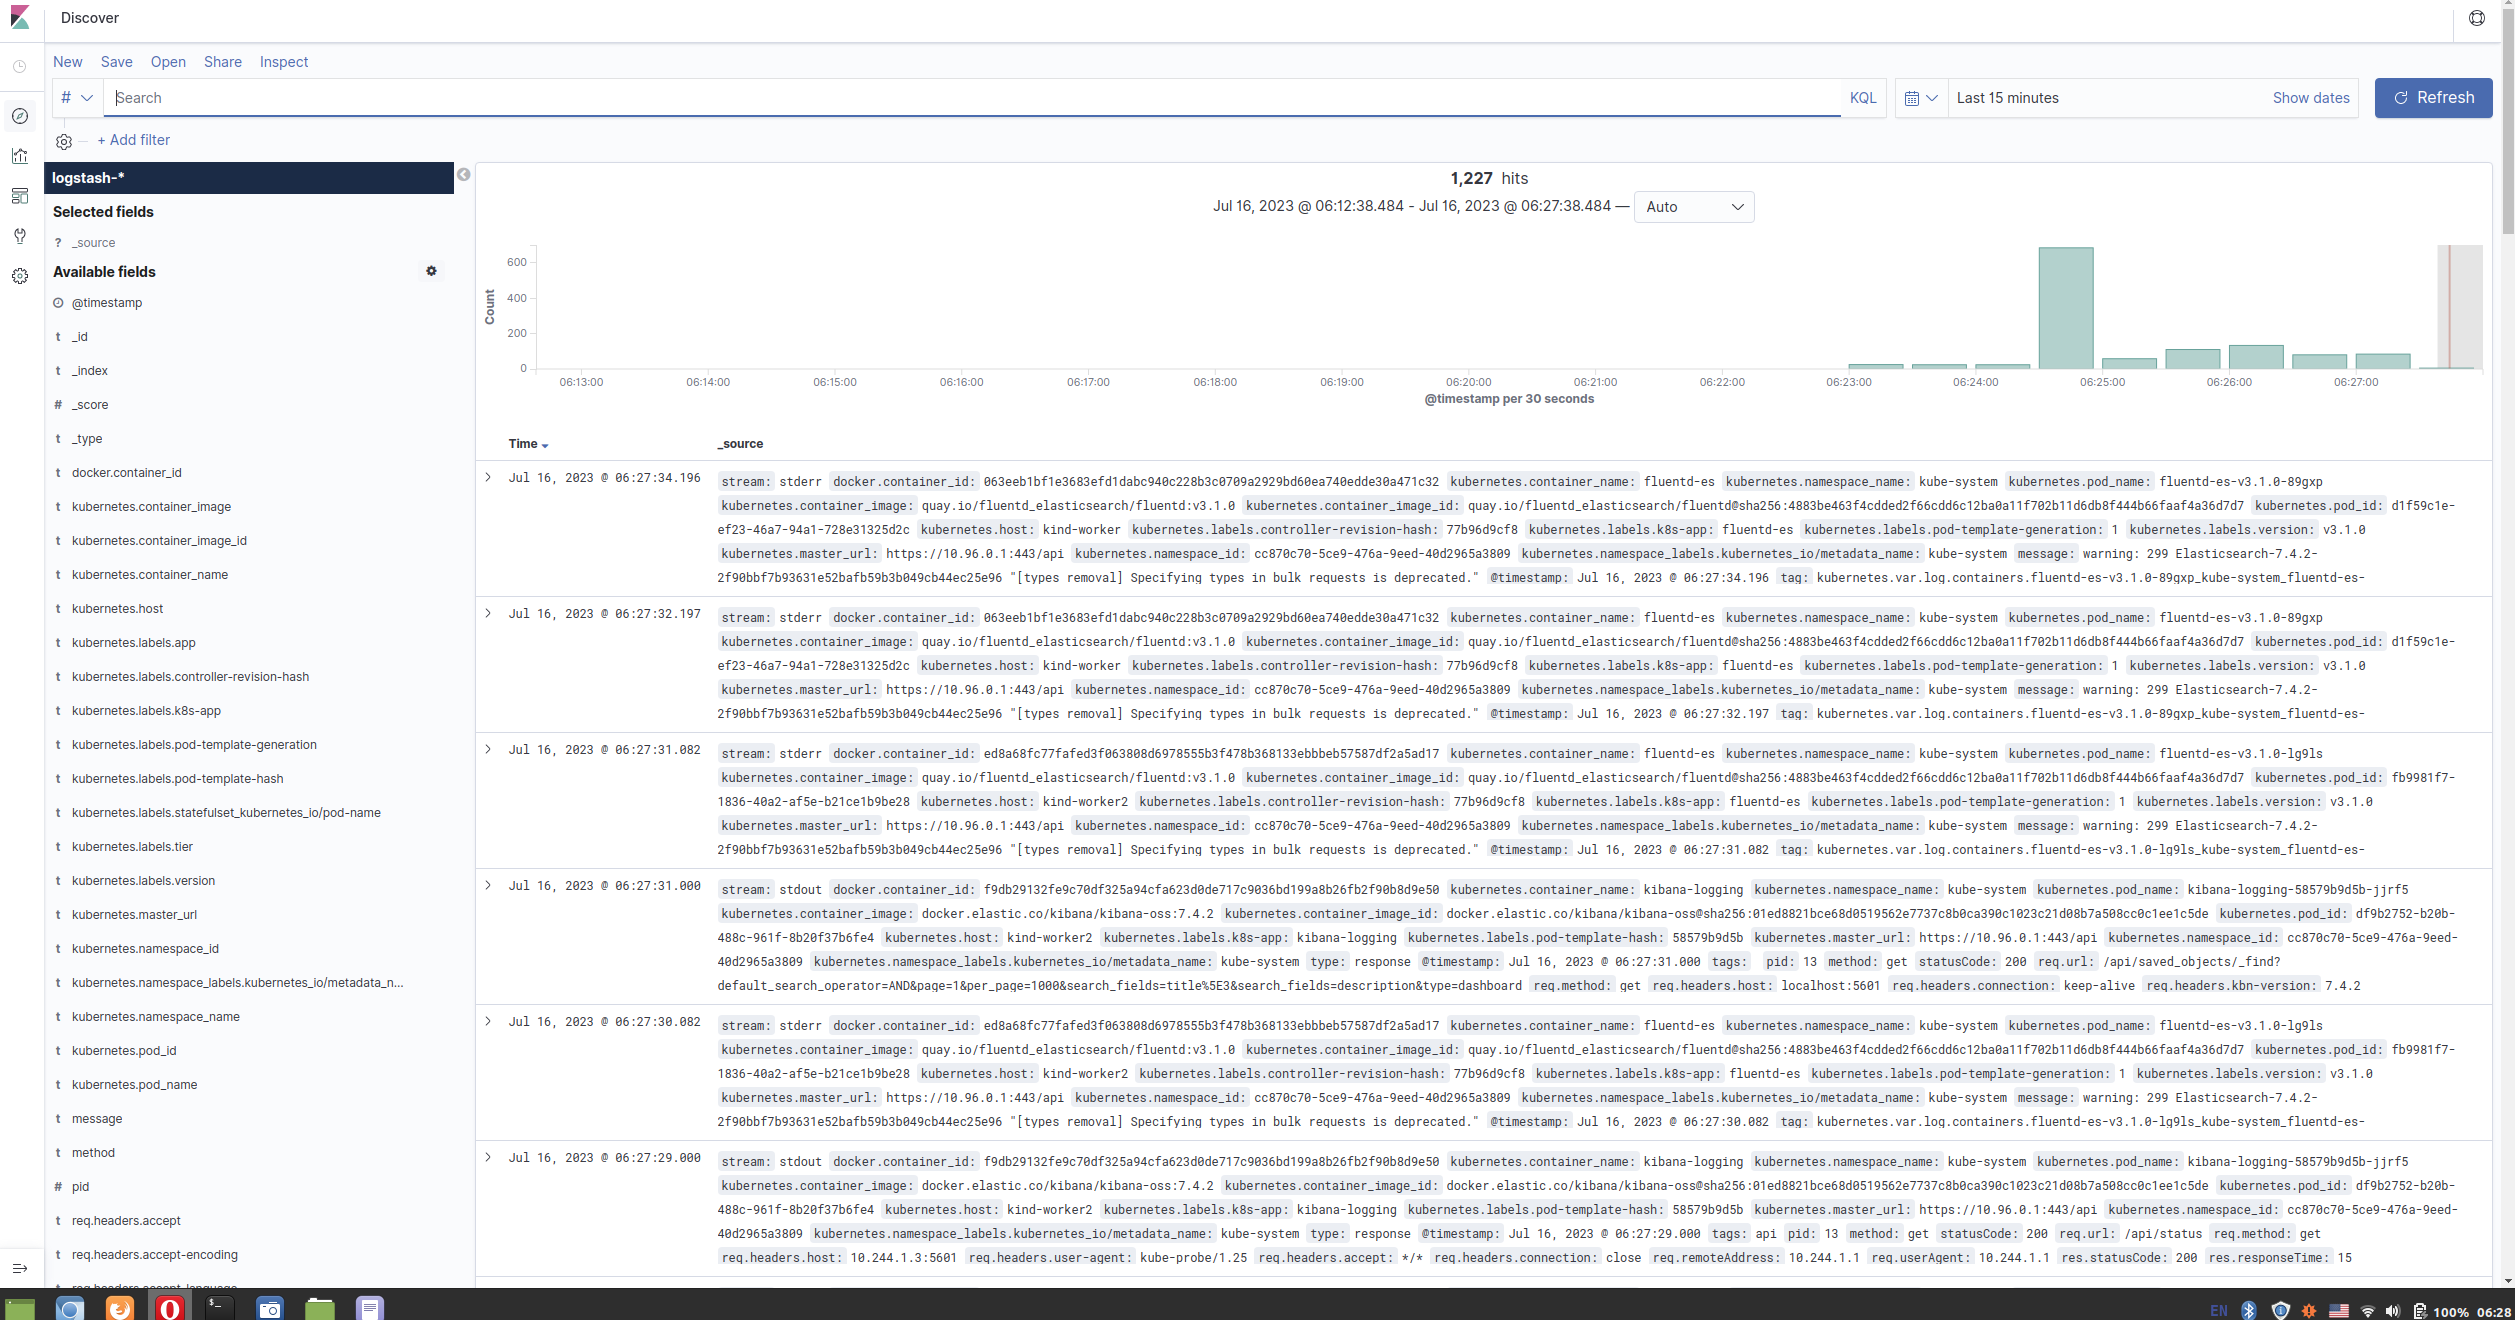 Discover
New Save Open Share Inspect
# Search KQL Last 15 minutes Show dates Refresh
+ Add filter
logstash-*
Selected fields
? _source
Available fields
@timestamp
t _id
t _index
# _score
t _type
t docker.container_id
t kubernetes.container_image
t kubernetes.container_image_id
t kubernetes.container_name
t kubernetes.host
t kubernetes.labels.app
t kubernetes.labels.controller-revision-hash
t kubernetes.labels.k8s-app
t kubernetes.labels.pod-template-generation
t kubernetes.labels.pod-template-hash
t kubernetes.labels.statefulset_kubernetes_io/pod-name
t kubernetes.labels.tier
t kubernetes.labels.version
t kubernetes.master_url
t kubernetes.namespace_id
t kubernetes.namespace_labels.kubernetes_io/metadata_n...
t kubernetes.namespace_name
t kubernetes.pod_id
t kubernetes.pod_name
t message
t method
# pid
t req.headers.accept
t req.headers.accept-encoding
1,227 hits
Jul 16, 2023 @ 06:12:38.484 - Jul 16, 2023 @ 06:27:38.484 — Auto
Count
600
400
200
0
06:13:00 06:14:00 06:15:00 06:16:00 06:17:00 06:18:00 06:19:00 06:20:00 06:21:00 06:22:00 06:23:00 06:24:00 06:25:00 06:26:00 06:27:00
@timestamp per 30 seconds
Time _source
Jul 16, 2023 @ 06:27:34.196 stream: stderr docker.container_id: 063eeb1bf1e3683efd1dabc940c228b3c0709a2929bd60ea740edde30a471c32 kubernetes.container_name: fluentd-es kubernetes.namespace_name: kube-system kubernetes.pod_name: fluentd-es-v3.1.0-89gxp
kubernetes.container_image: quay.io/fluentd_elasticsearch/fluentd:v3.1.0 kubernetes.container_image_id: quay.io/fluentd_elasticsearch/fluentd@sha256:4883be463f4cdded2f66cdd6c12ba0a11f702b11d6db8f444b66faaf4a36d7d7 kubernetes.pod_id: d1f59c1e-
ef23-46a7-94a1-728e31325d2c kubernetes.host: kind-worker kubernetes.labels.controller-revision-hash: 77b96d9cf8 kubernetes.labels.k8s-app: fluentd-es kubernetes.labels.pod-template-generation: 1 kubernetes.labels.version: v3.1.0
kubernetes.master_url: https://10.96.0.1:443/api kubernetes.namespace_id: cc870c70-5ce9-476a-9eed-40d2965a3809 kubernetes.namespace_labels.kubernetes_io/metadata_name: kube-system message: warning: 299 Elasticsearch-7.4.2-
2f90bbf7b93631e52bafb59b3b049cb44ec25e96 "[types removal] Specifying types in bulk requests is deprecated." @timestamp: Jul 16, 2023 @ 06:27:34.196 tag: kubernetes.var.log.containers.fluentd-es-v3.1.0-89gxp_kube-system_fluentd-es-
Jul 16, 2023 @ 06:27:32.197 stream: stderr docker.container_id: 063eeb1bf1e3683efd1dabc940c228b3c0709a2929bd60ea740edde30a471c32 kubernetes.container_name: fluentd-es kubernetes.namespace_name: kube-system kubernetes.pod_name: fluentd-es-v3.1.0-89gxp
kubernetes.container_image: quay.io/fluentd_elasticsearch/fluentd:v3.1.0 kubernetes.container_image_id: quay.io/fluentd_elasticsearch/fluentd@sha256:4883be463f4cdded2f66cdd6c12ba0a11f702b11d6db8f444b66faaf4a36d7d7 kubernetes.pod_id: d1f59c1e-
ef23-46a7-94a1-728e31325d2c kubernetes.host: kind-worker kubernetes.labels.controller-revision-hash: 77b96d9cf8 kubernetes.labels.k8s-app: fluentd-es kubernetes.labels.pod-template-generation: 1 kubernetes.labels.version: v3.1.0
kubernetes.master_url: https://10.96.0.1:443/api kubernetes.namespace_id: cc870c70-5ce9-476a-9eed-40d2965a3809 kubernetes.namespace_labels.kubernetes_io/metadata_name: kube-system message: warning: 299 Elasticsearch-7.4.2-
2f90bbf7b93631e52bafb59b3b049cb44ec25e96 "[types removal] Specifying types in bulk requests is deprecated." @timestamp: Jul 16, 2023 @ 06:27:32.197 tag: kubernetes.var.log.containers.fluentd-es-v3.1.0-89gxp_kube-system_fluentd-es-
Jul 16, 2023 @ 06:27:31.082 stream: stderr docker.container_id: ed8a68fc77fafed3f063808d6978555b3f478b368133ebbbeb57587df2a5ad17 kubernetes.container_name: fluentd-es kubernetes.namespace_name: kube-system kubernetes.pod_name: fluentd-es-v3.1.0-lg9ls
kubernetes.container_image: quay.io/fluentd_elasticsearch/fluentd:v3.1.0 kubernetes.container_image_id: quay.io/fluentd_elasticsearch/fluentd@sha256:4883be463f4cdded2f66cdd6c12ba0a11f702b11d6db8f444b66faaf4a36d7d7 kubernetes.pod_id: fb9981f7-
1836-40a2-af5e-b21ce1b9be28 kubernetes.host: kind-worker2 kubernetes.labels.controller-revision-hash: 77b96d9cf8 kubernetes.labels.k8s-app: fluentd-es kubernetes.labels.pod-template-generation: 1 kubernetes.labels.version: v3.1.0
kubernetes.master_url: https://10.96.0.1:443/api kubernetes.namespace_id: cc870c70-5ce9-476a-9eed-40d2965a3809 kubernetes.namespace_labels.kubernetes_io/metadata_name: kube-system message: warning: 299 Elasticsearch-7.4.2-
2f90bbf7b93631e52bafb59b3b049cb44ec25e96 "[types removal] Specifying types in bulk requests is deprecated." @timestamp: Jul 16, 2023 @ 06:27:31.082 tag: kubernetes.var.log.containers.fluentd-es-v3.1.0-lg9ls_kube-system_fluentd-es-
Jul 16, 2023 @ 06:27:31.000 stream: stdout docker.container_id: f9db29132fe9c70df325a94cfa623d0de717c9036bd199a8b26fb2f90b8d9e50 kubernetes.container_name: kibana-logging kubernetes.namespace_name: kube-system kubernetes.pod_name: kibana-logging-58579b9d5b-jjrf5
kubernetes.container_image: docker.elastic.co/kibana/kibana-oss:7.4.2 kubernetes.container_image_id: docker.elastic.co/kibana/kibana-oss@sha256:01ed8821bce68d0519562e7737c8b0ca390c1023c21d08b7a508cc0c1ee1c5de kubernetes.pod_id: df9b2752-b20b-
488c-961f-8b20f37b6fe4 kubernetes.host: kind-worker2 kubernetes.labels.k8s-app: kibana-logging kubernetes.labels.pod-template-hash: 58579b9d5b kubernetes.master_url: https://10.96.0.1:443/api kubernetes.namespace_id: cc870c70-5ce9-476a-9eed-
40d2965a3809 kubernetes.namespace_labels.kubernetes_io/metadata_name: kube-system type: response @timestamp: Jul 16, 2023 @ 06:27:31.000 tags: pid: 13 method: get statusCode: 200 req.url: /api/saved_objects/_find?
default_search_operator=AND&page=1&per_page=1000&search_fields=title%5E3&search_fields=description&type=dashboard req.method: get req.headers.host: localhost:5601 req.headers.connection: keep-alive req.headers.kbn-version: 7.4.2
Jul 16, 2023 @ 06:27:30.082 stream: stderr docker.container_id: ed8a68fc77fafed3f063808d6978555b3f478b368133ebbbeb57587df2a5ad17 kubernetes.container_name: fluentd-es kubernetes.namespace_name: kube-system kubernetes.pod_name: fluentd-es-v3.1.0-lg9ls
kubernetes.container_image: quay.io/fluentd_elasticsearch/fluentd:v3.1.0 kubernetes.container_image_id: quay.io/fluentd_elasticsearch/fluentd@sha256:4883be463f4cdded2f66cdd6c12ba0a11f702b11d6db8f444b66faaf4a36d7d7 kubernetes.pod_id: fb9981f7-
1836-40a2-af5e-b21ce1b9be28 kubernetes.host: kind-worker2 kubernetes.labels.controller-revision-hash: 77b96d9cf8 kubernetes.labels.k8s-app: fluentd-es kubernetes.labels.pod-template-generation: 1 kubernetes.labels.version: v3.1.0
kubernetes.master_url: https://10.96.0.1:443/api kubernetes.namespace_id: cc870c70-5ce9-476a-9eed-40d2965a3809 kubernetes.namespace_labels.kubernetes_io/metadata_name: kube-system message: warning: 299 Elasticsearch-7.4.2-
2f90bbf7b93631e52bafb59b3b049cb44ec25e96 "[types removal] Specifying types in bulk requests is deprecated." @timestamp: Jul 16, 2023 @ 06:27:30.082 tag: kubernetes.var.log.containers.fluentd-es-v3.1.0-lg9ls_kube-system_fluentd-es-
Jul 16, 2023 @ 06:27:29.000 stream: stdout docker.container_id: f9db29132fe9c70df325a94cfa623d0de717c9036bd199a8b26fb2f90b8d9e50 kubernetes.container_name: kibana-logging kubernetes.namespace_name: kube-system kubernetes.pod_name: kibana-logging-58579b9d5b-jjrf5
kubernetes.container_image: docker.elastic.co/kibana/kibana-oss:7.4.2 kubernetes.container_image_id: docker.elastic.co/kibana/kibana-oss@sha256:01ed8821bce68d0519562e7737c8b0ca390c1023c21d08b7a508cc0c1ee1c5de kubernetes.pod_id: df9b2752-b20b-
488c-961f-8b20f37b6fe4 kubernetes.host: kind-worker2 kubernetes.labels.k8s-app: kibana-logging kubernetes.labels.pod-template-hash: 58579b9d5b kubernetes.master_url: https://10.96.0.1:443/api kubernetes.namespace_id: cc870c70-5ce9-476a-9eed-
40d2965a3809 kubernetes.namespace_labels.kubernetes_io/metadata_name: kube-system type: response @timestamp: Jul 16, 2023 @ 06:27:29.000 tags: api pid: 13 method: get statusCode: 200 req.url: /api/status req.method: get
req.headers.host: 10.244.1.3:5601 req.headers.user-agent: kube-probe/1.25 req.headers.accept: */* req.headers.connection: close req.remoteAddress: 10.244.1.1 req.userAgent: 10.244.1.1 res.statusCode: 200 res.responseTime: 15
EN 100% 06:28